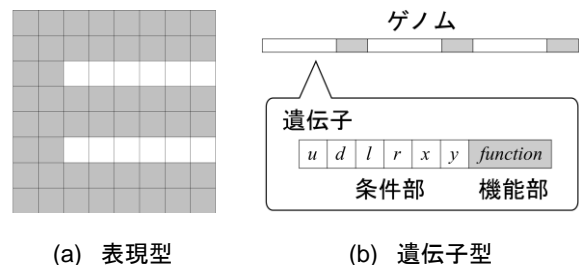 ゲノム
遺伝子
u d l r x y function
条件部 機能部
(a) 表現型 (b) 遺伝子型